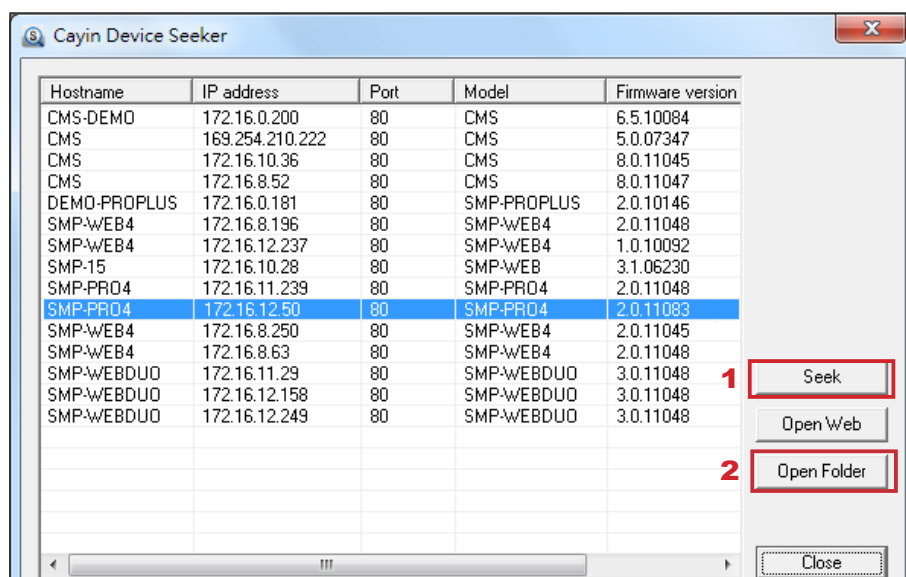 Cayin Device Seeker
Hostname IP address Port Model Firmware version
CMS-DEMO 172.16.0.200 80 CMS 6.5.10084
CMS 169.254.210.222 80 CMS 5.0.07347
CMS 172.16.10.36 80 CMS 8.0.11045
CMS 172.16.8.52 80 CMS 8.0.11047
DEMO-PROPLUS 172.16.0.181 80 SMP-PROPLUS 2.0.10146
SMP-WEB4 172.16.8.196 80 SMP-WEB4 2.0.11048
SMP-WEB4 172.16.12.237 80 SMP-WEB4 1.0.10092
SMP-15 172.16.10.28 80 SMP-WEB 3.1.06230
SMP-PRO4 172.16.11.239 80 SMP-PRO4 2.0.11048
SMP-PRO4 172.16.12.50 80 SMP-PRO4 2.0.11083
SMP-WEB4 172.16.8.250 80 SMP-WEB4 2.0.11045
SMP-WEB4 172.16.8.63 80 SMP-WEB4 2.0.11048
SMP-WEBDUO 172.16.11.29 80 SMP-WEBDUO 3.0.11048
SMP-WEBDUO 172.16.12.158 80 SMP-WEBDUO 3.0.11048
SMP-WEBDUO 172.16.12.249 80 SMP-WEBDUO 3.0.11048
1 Seek
Open Web
2 Open Folder
Close